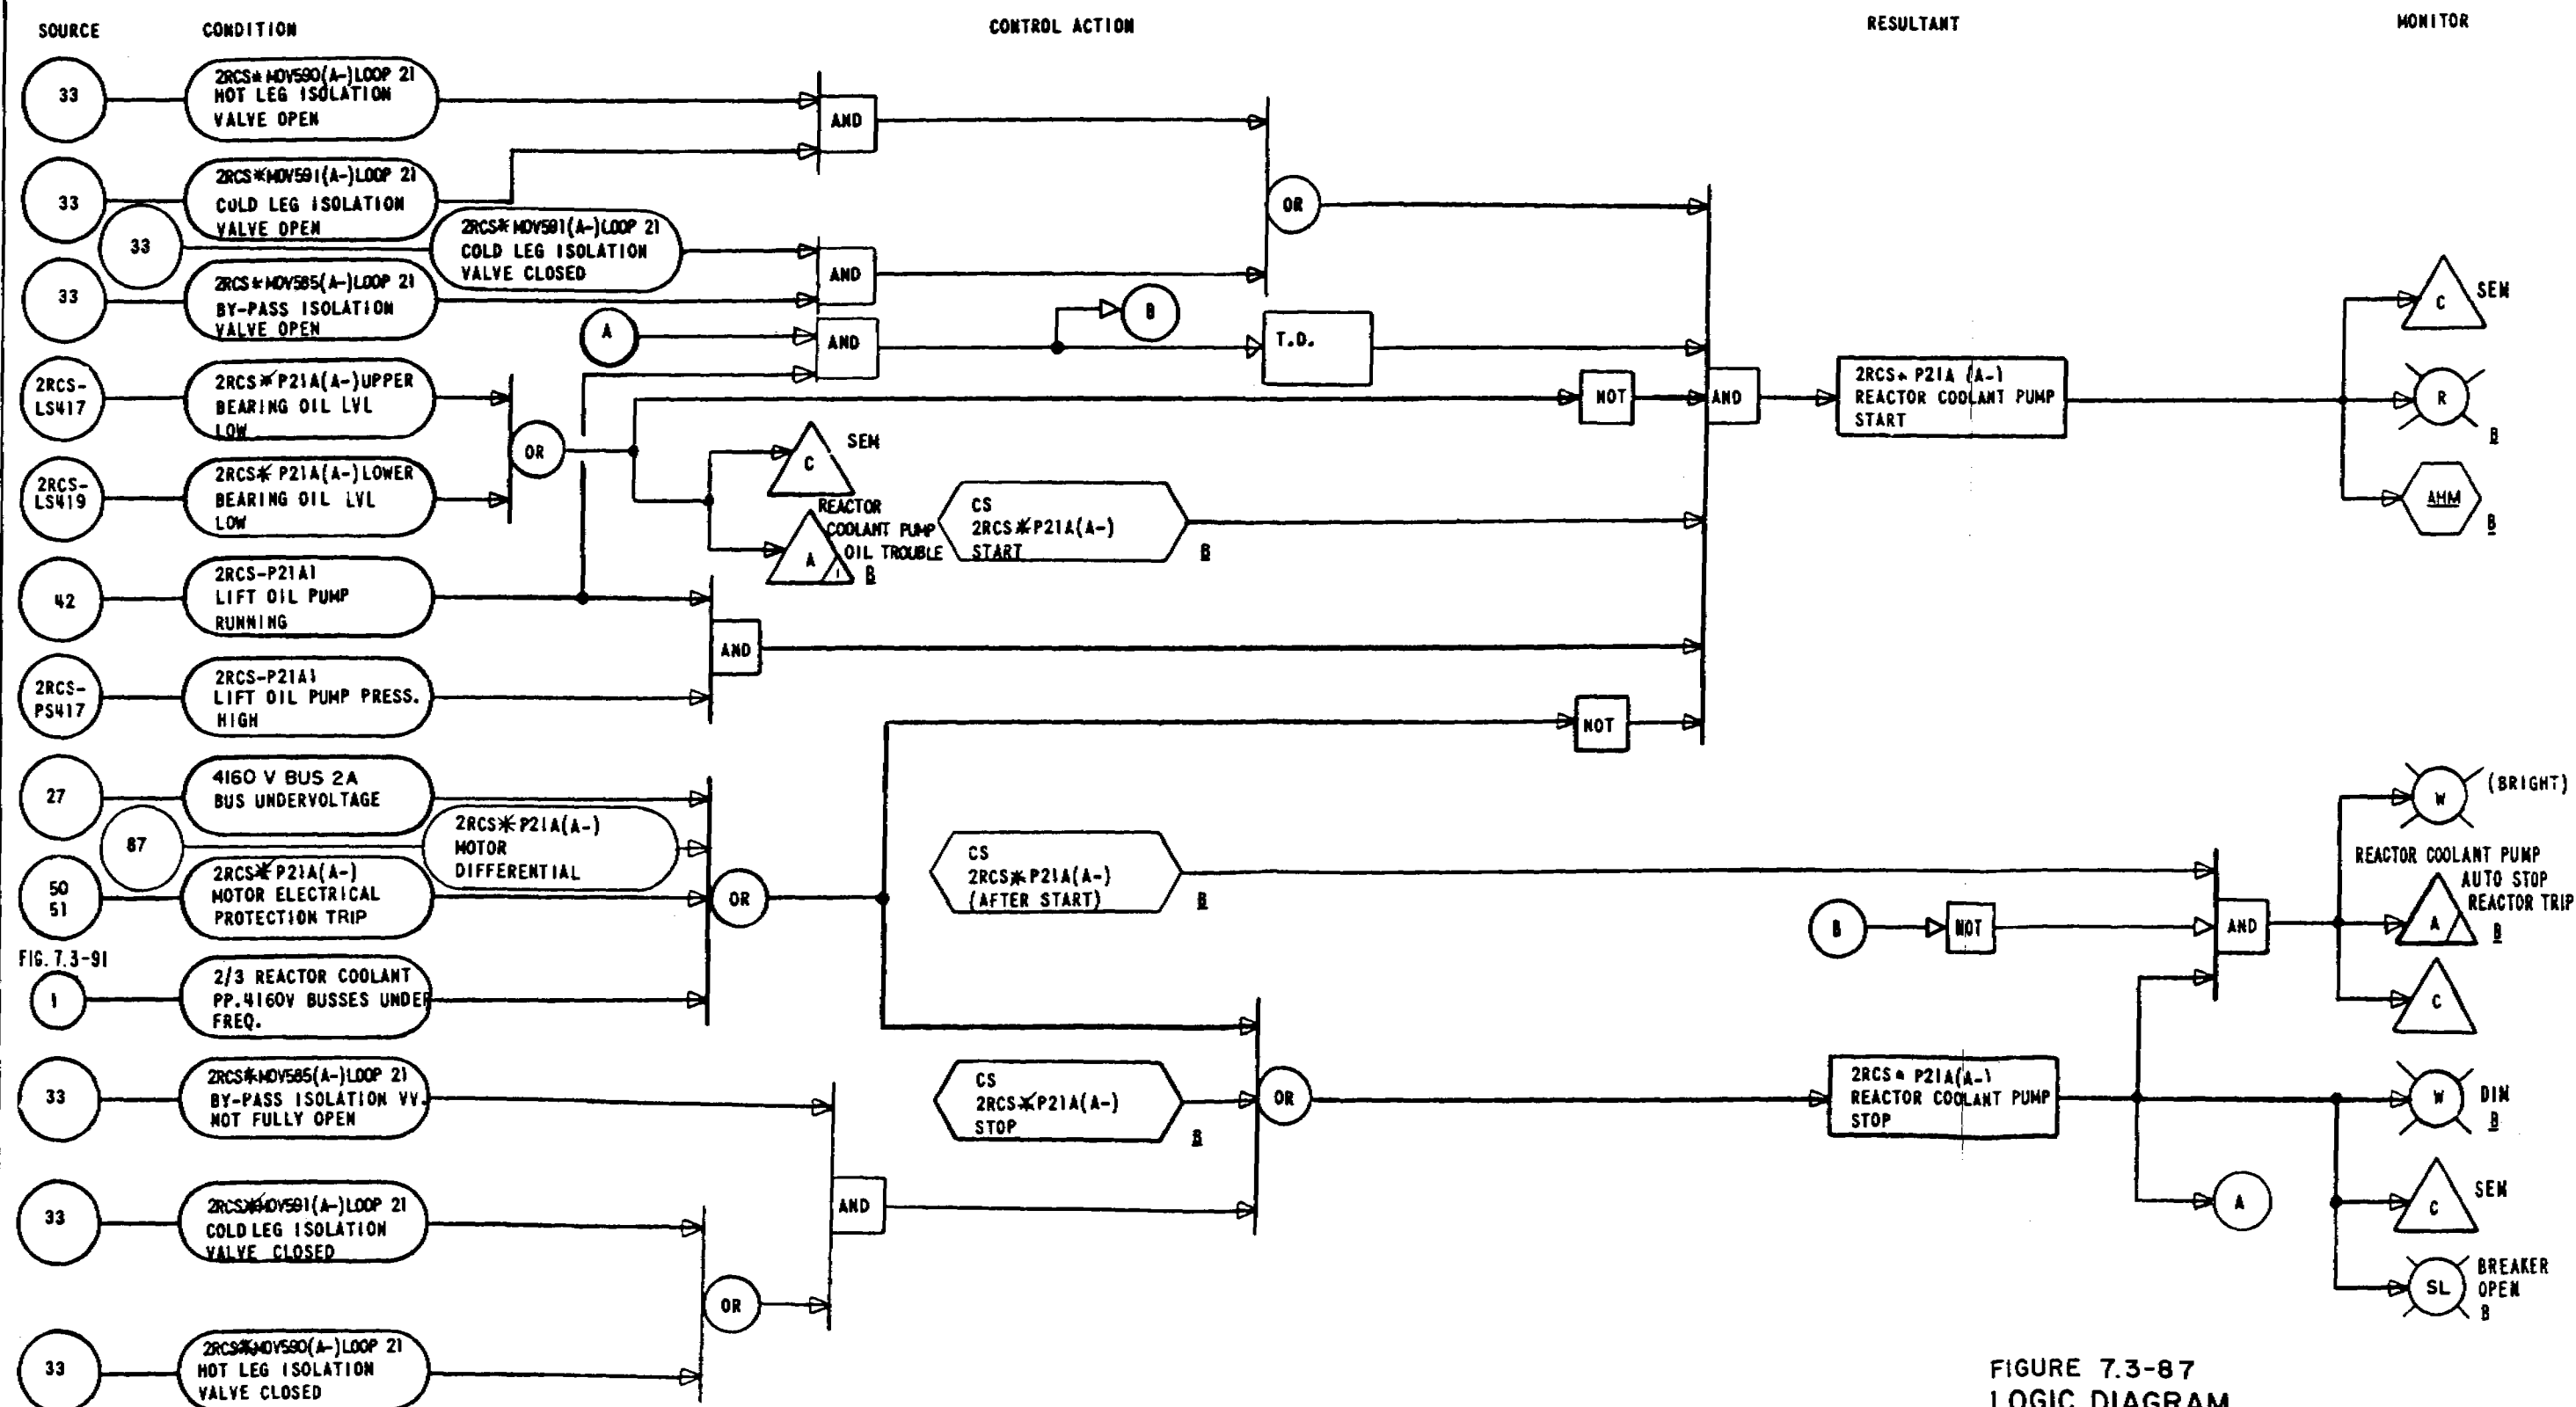 SOURCE
CONDITION
CONTROL ACTION
RESULTANT
MONITOR
33
2RCS*MOV590(A-)LOOP 21
HOT LEG ISOLATION
VALVE OPEN
AND
33
2RCS*MOV591(A-)LOOP 21
COLD LEG ISOLATION
VALVE OPEN
OR
33
2RCS*MOV591(A-)LOOP 21
COLD LEG ISOLATION
VALVE CLOSED
AND
33
2RCS*MOV585(A-)LOOP 21
BY-PASS ISOLATION
VALVE OPEN
A
AND
B
T.D.
C
SEM
2RCS-
LS417
2RCS*P21A(A-)UPPER
BEARING OIL LVL
LOW
NOT
AND
2RCS* P21A (A-)
REACTOR COOLANT PUMP
START
R
B
OR
C
SEM
2RCS-
LS419
2RCS* P21A(A-)LOWER
BEARING OIL LVL
LOW
REACTOR
COOLANT PUMP
OIL TROUBLE
A
1
B
CS
2RCS*P21A(A-)
START
B
AHM
B
42
2RCS-P21A1
LIFT OIL PUMP
RUNNING
AND
2RCS-
PS417
2RCS-P21A1
LIFT OIL PUMP PRESS.
HIGH
NOT
27
4160 V BUS 2A
BUS UNDERVOLTAGE
W
(BRIGHT)
87
2RCS*P21A(A-)
MOTOR
DIFFERENTIAL
50
51
2RCS*P21A(A-)
MOTOR ELECTRICAL
PROTECTION TRIP
OR
CS
2RCS*P21A(A-)
(AFTER START)
B
B
NOT
AND
REACTOR COOLANT PUMP
AUTO STOP
REACTOR TRIP
A
B
FIG. 7.3-91
1
2/3 REACTOR COOLANT
PP.4160V BUSSES UNDER
FREQ.
C
33
2RCS*MOV585(A-)LOOP 21
BY-PASS ISOLATION VV.
NOT FULLY OPEN
CS
2RCS*P21A(A-)
STOP
B
OR
2RCS* P21A(A-)
REACTOR COOLANT PUMP
STOP
W
DIM
B
AND
A
C
SEM
33
2RCS*MOV591(A-)LOOP 21
COLD LEG ISOLATION
VALVE CLOSED
OR
SL
BREAKER
OPEN
B
33
2RCS*MOV590(A-)LOOP 21
HOT LEG ISOLATION
VALVE CLOSED
FIGURE 7.3-87
LOGIC DIAGRAM